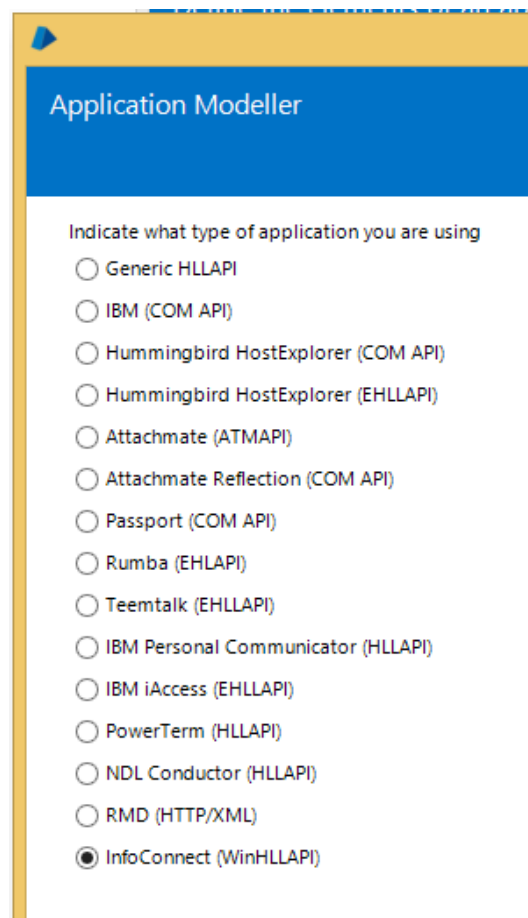 Application Modeller
Indicate what type of application you are using
Generic HLLAPI
IBM (COM API)
Hummingbird HostExplorer (COM API)
Hummingbird HostExplorer (EHLLAPI)
Attachmate (ATMAPI)
Attachmate Reflection (COM API)
Passport (COM API)
Rumba (EHLAPI)
Teemtalk (EHLLAPI)
IBM Personal Communicator (HLLAPI)
IBM iAccess (EHLLAPI)
PowerTerm (HLLAPI)
NDL Conductor (HLLAPI)
RMD (HTTP/XML)
InfoConnect (WinHLLAPI)